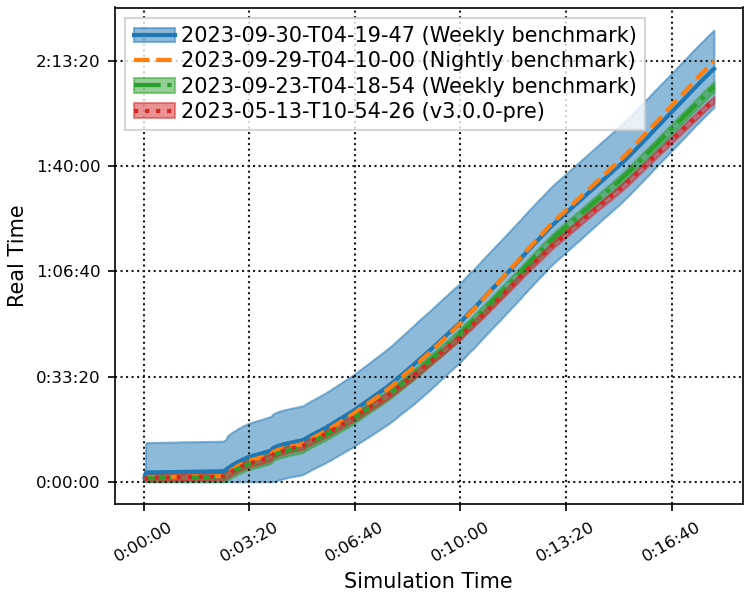 2023-09-30-T04-19-47 (Weekly benchmark)
2023-09-29-T04-10-00 (Nightly benchmark)
2023-09-23-T04-18-54 (Weekly benchmark)
2023-05-13-T10-54-26 (v3.0.0-pre)
Real Time
2:13:20
1:40:00
1:06:40
0:33:20
0:00:00
0:00:00
0:03:20
0:06:40
0:10:00
0:13:20
0:16:40
Simulation Time